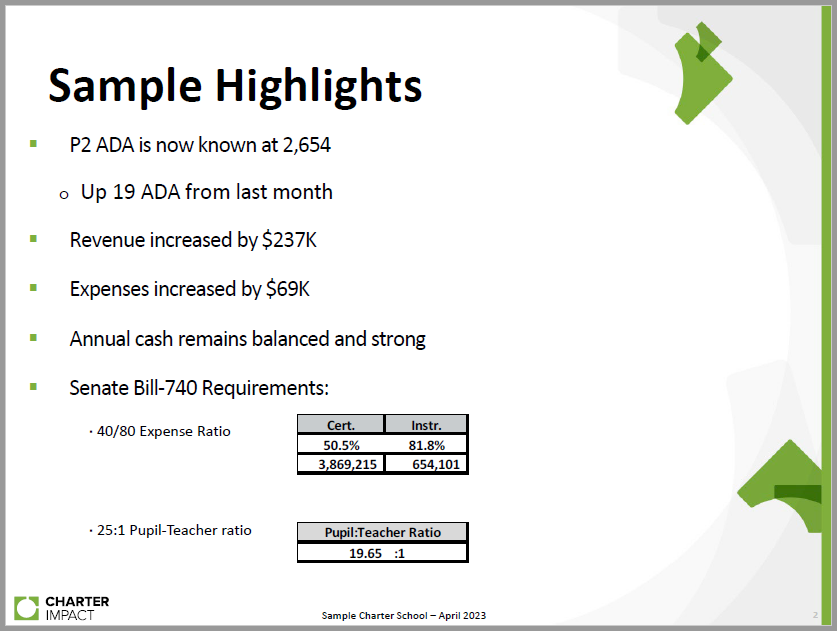 Sample Highlights
▪ P2 ADA is now known at 2,654
o Up 19 ADA from last month
▪ Revenue increased by $237K
▪ Expenses increased by $69K
▪ Annual cash remains balanced and strong
▪ Senate Bill-740 Requirements:
· 40/80 Expense Ratio
Cert. Instr.
50.5% 81.8%
3,869,215 654,101
· 25:1 Pupil-Teacher ratio
Pupil:Teacher Ratio
19.65 :1
CHARTER
IMPACT
Sample Charter School – April 2023
2